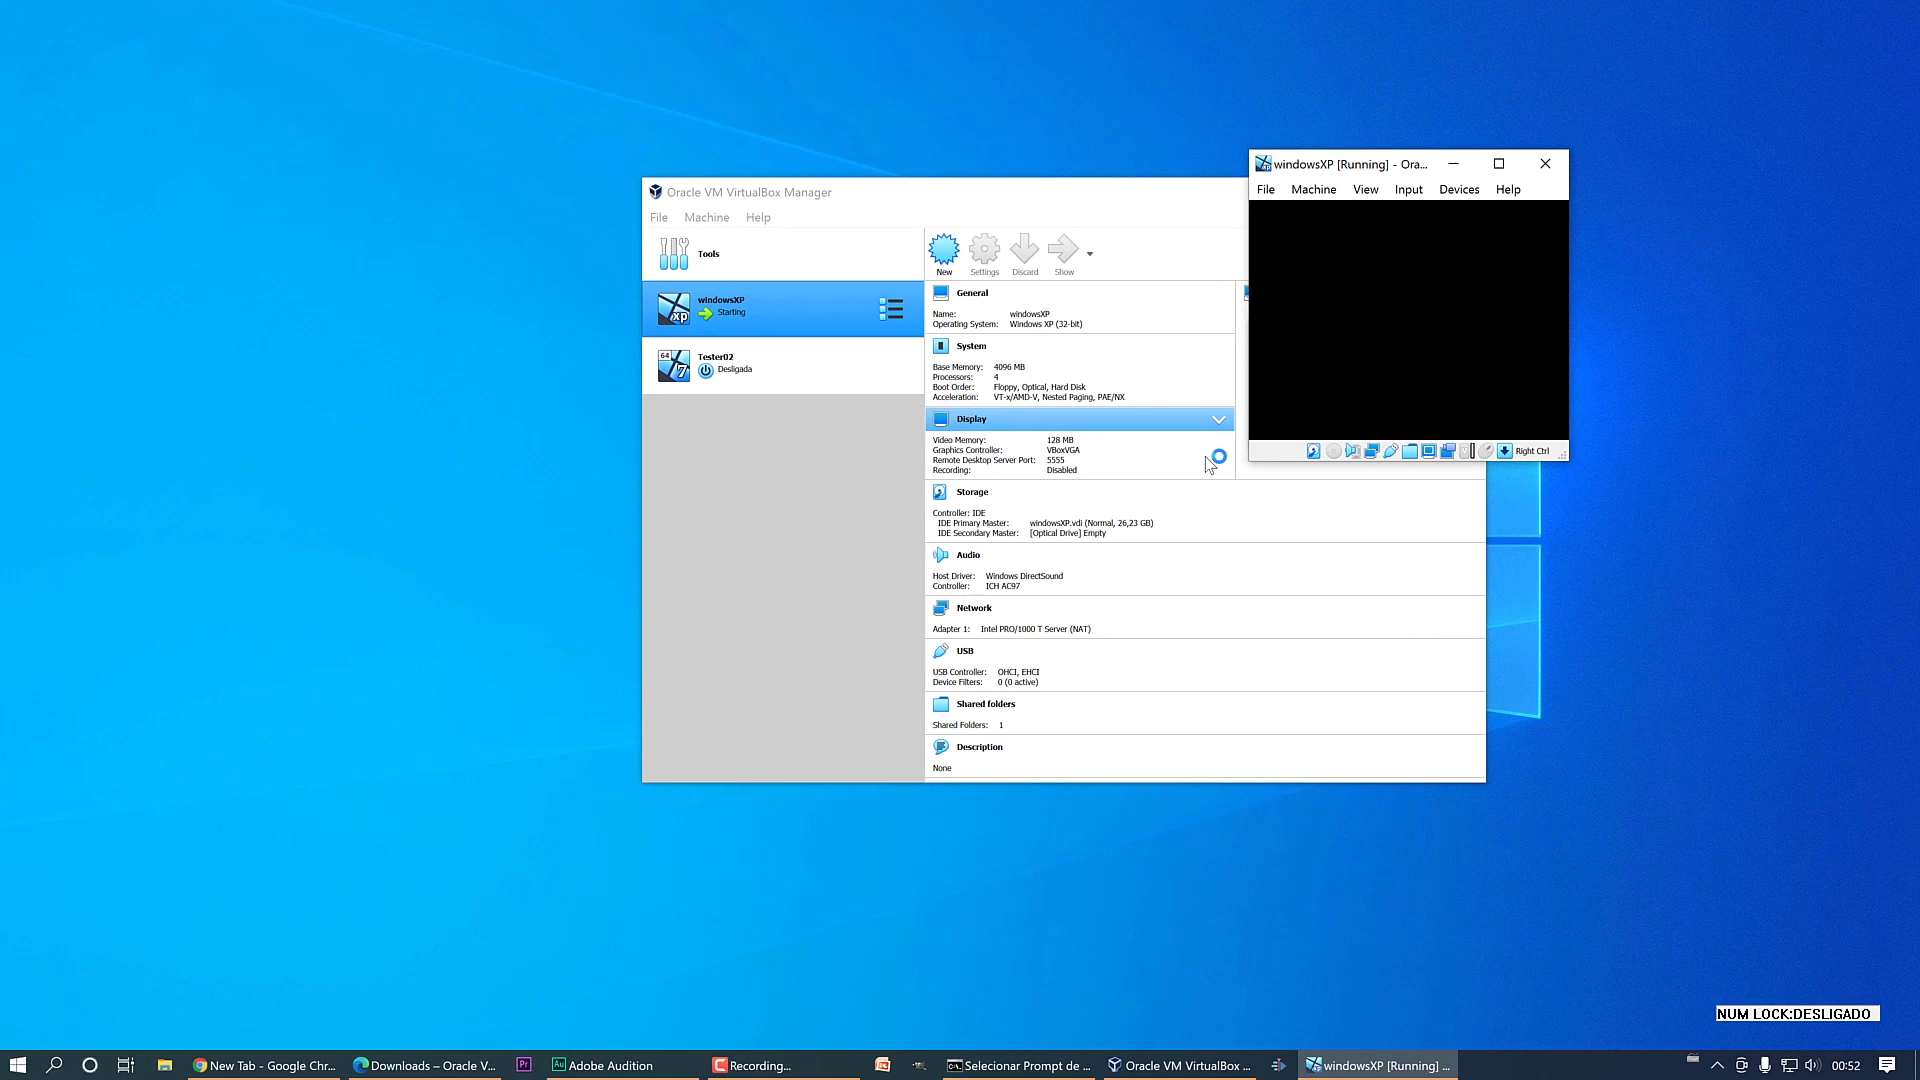 Oracle VM VirtualBox Manager
File Machine Help
Tools
windowsXP
Starting
64
7
Tester02
Desligada
xp
New Settings Discard Show
General
Name: windowsXP
Operating System: Windows XP (32-bit)
System
Base Memory: 4096 MB
Processors: 4
Boot Order: Floppy, Optical, Hard Disk
Acceleration: VT-x/AMD-V, Nested Paging, PAE/NX
Display
Video Memory: 128 MB
Graphics Controller: VBoxVGA
Remote Desktop Server Port: 5555
Recording: Disabled
Storage
Controller: IDE
IDE Primary Master: windowsXP.vdi (Normal, 26,23 GB)
IDE Secondary Master: [Optical Drive] Empty
Audio
Host Driver: Windows DirectSound
Controller: ICH AC97
Network
Adapter 1: Intel PRO/1000 T Server (NAT)
USB
USB Controller: OHCI, EHCI
Device Filters: 0 (0 active)
Shared folders
Shared Folders: 1
Description
None
windowsXP [Running] - Ora...
File Machine View Input Devices Help
Right Ctrl
NUM LOCK:DESLIGADO
New Tab - Google Chr...
Downloads – Oracle V...
Pr
Au Adobe Audition
Recording...
Selecionar Prompt de ...
Oracle VM VirtualBox ...
windowsXP [Running] ...
00:52